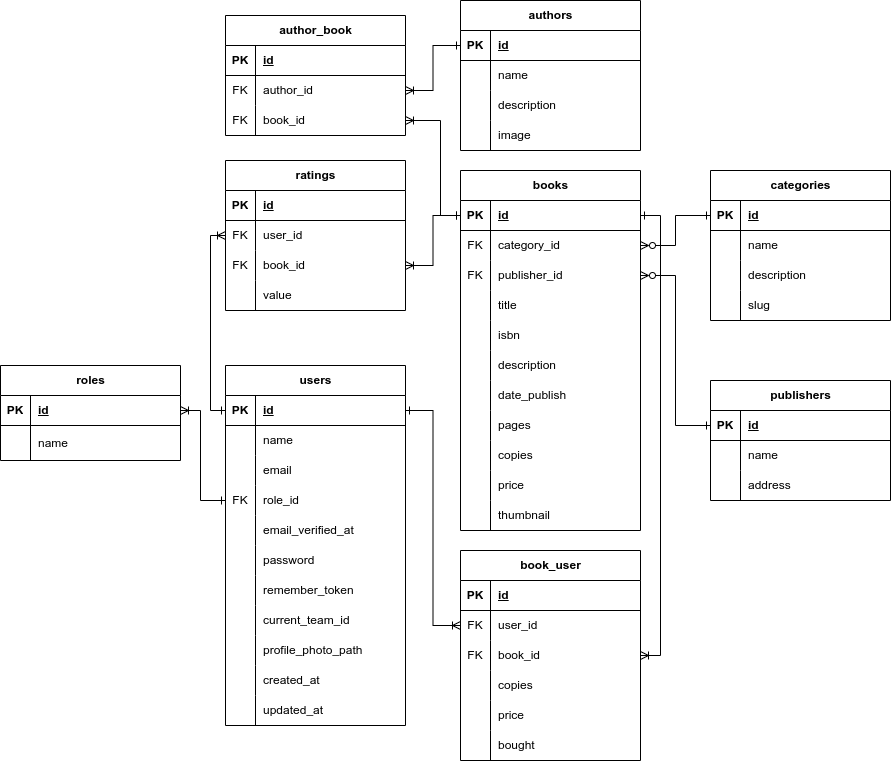 author_book
PK id
FK author_id
FK book_id
authors
PK id
name
description
image
ratings
PK id
FK user_id
FK book_id
value
books
PK id
FK category_id
FK publisher_id
title
isbn
description
date_publish
pages
copies
price
thumbnail
categories
PK id
name
description
slug
roles
PK id
name
users
PK id
name
email
FK role_id
email_verified_at
password
remember_token
current_team_id
profile_photo_path
created_at
updated_at
publishers
PK id
name
address
book_user
PK id
FK user_id
FK book_id
copies
price
bought